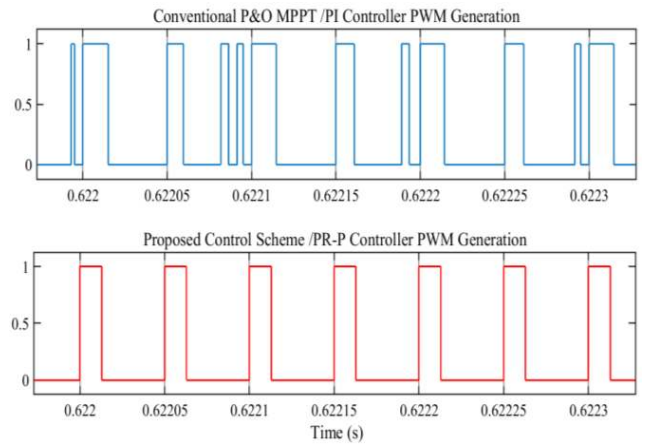 Conventional P&O MPPT /PI Controller PWM Generation
1
0.5
0
0.622 0.62205 0.6221 0.62215 0.6222 0.62225 0.6223
Proposed Control Scheme /PR-P Controller PWM Generation
1
0.5
0
0.622 0.62205 0.6221 0.62215 0.6222 0.62225 0.6223
Time (s)